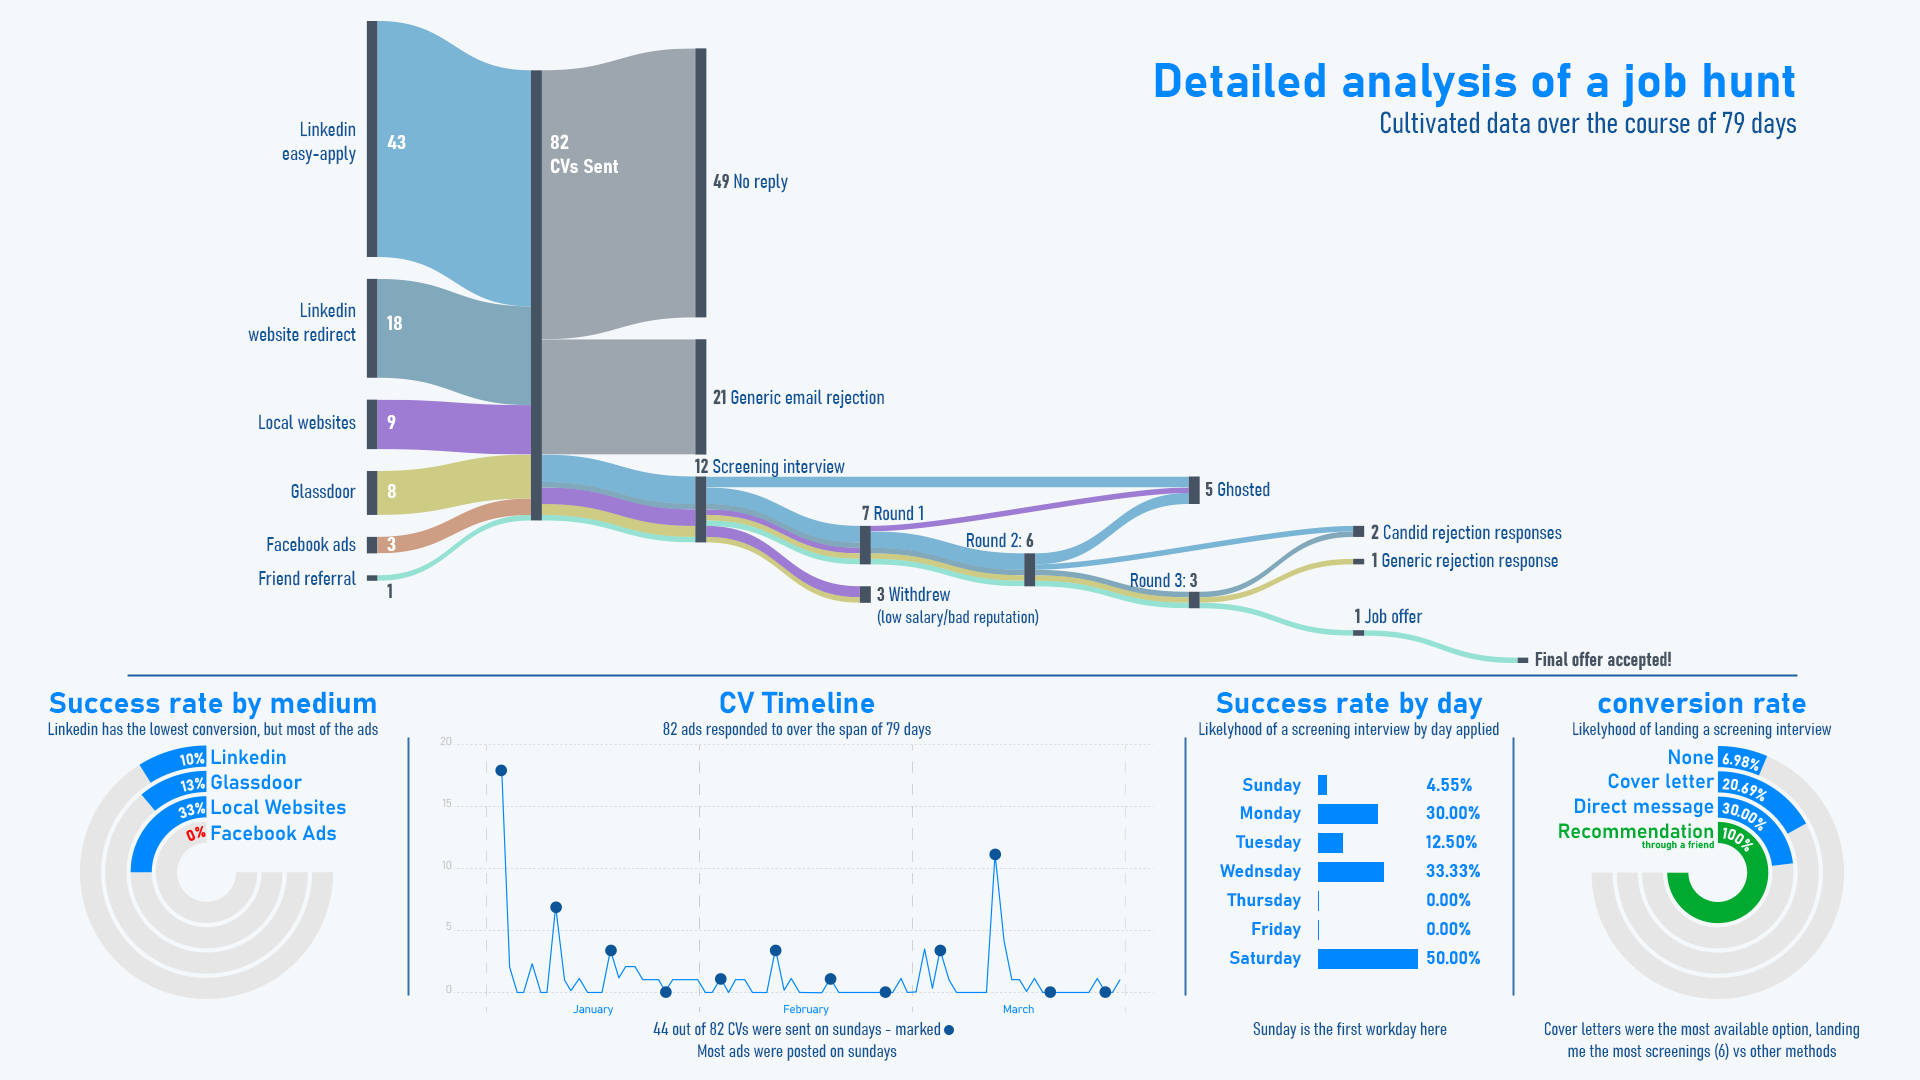 Detailed analysis of a job hunt
Cultivated data over the course of 79 days
Linkedin
easy-apply
43
82
CVs Sent
49 No reply
Linkedin
website redirect
18
Local websites
9
21 Generic email rejection
Glassdoor
8
12 Screening interview
5 Ghosted
7 Round 1
Facebook ads
3
Round 2: 6
2 Candid rejection responses
1 Generic rejection response
Friend referral
1
Round 3: 3
3 Withdrew
(low salary/bad reputation)
1 Job offer
Final offer accepted!
Success rate by medium
Linkedin has the lowest conversion, but most of the ads
10% Linkedin
13% Glassdoor
33% Local Websites
0% Facebook Ads
CV Timeline
82 ads responded to over the span of 79 days
20
15
10
5
0
January
February
March
44 out of 82 CVs were sent on sundays - marked
Most ads were posted on sundays
Success rate by day
Likelyhood of a screening interview by day applied
Sunday 4.55%
Monday 30.00%
Tuesday 12.50%
Wednsday 33.33%
Thursday 0.00%
Friday 0.00%
Saturday 50.00%
Sunday is the first workday here
conversion rate
Likelyhood of landing a screening interview
None 6.98%
Cover letter 20.69%
Direct message 30.00%
Recommendation 100%
through a friend
Cover letters were the most available option, landing
me the most screenings (6) vs other methods